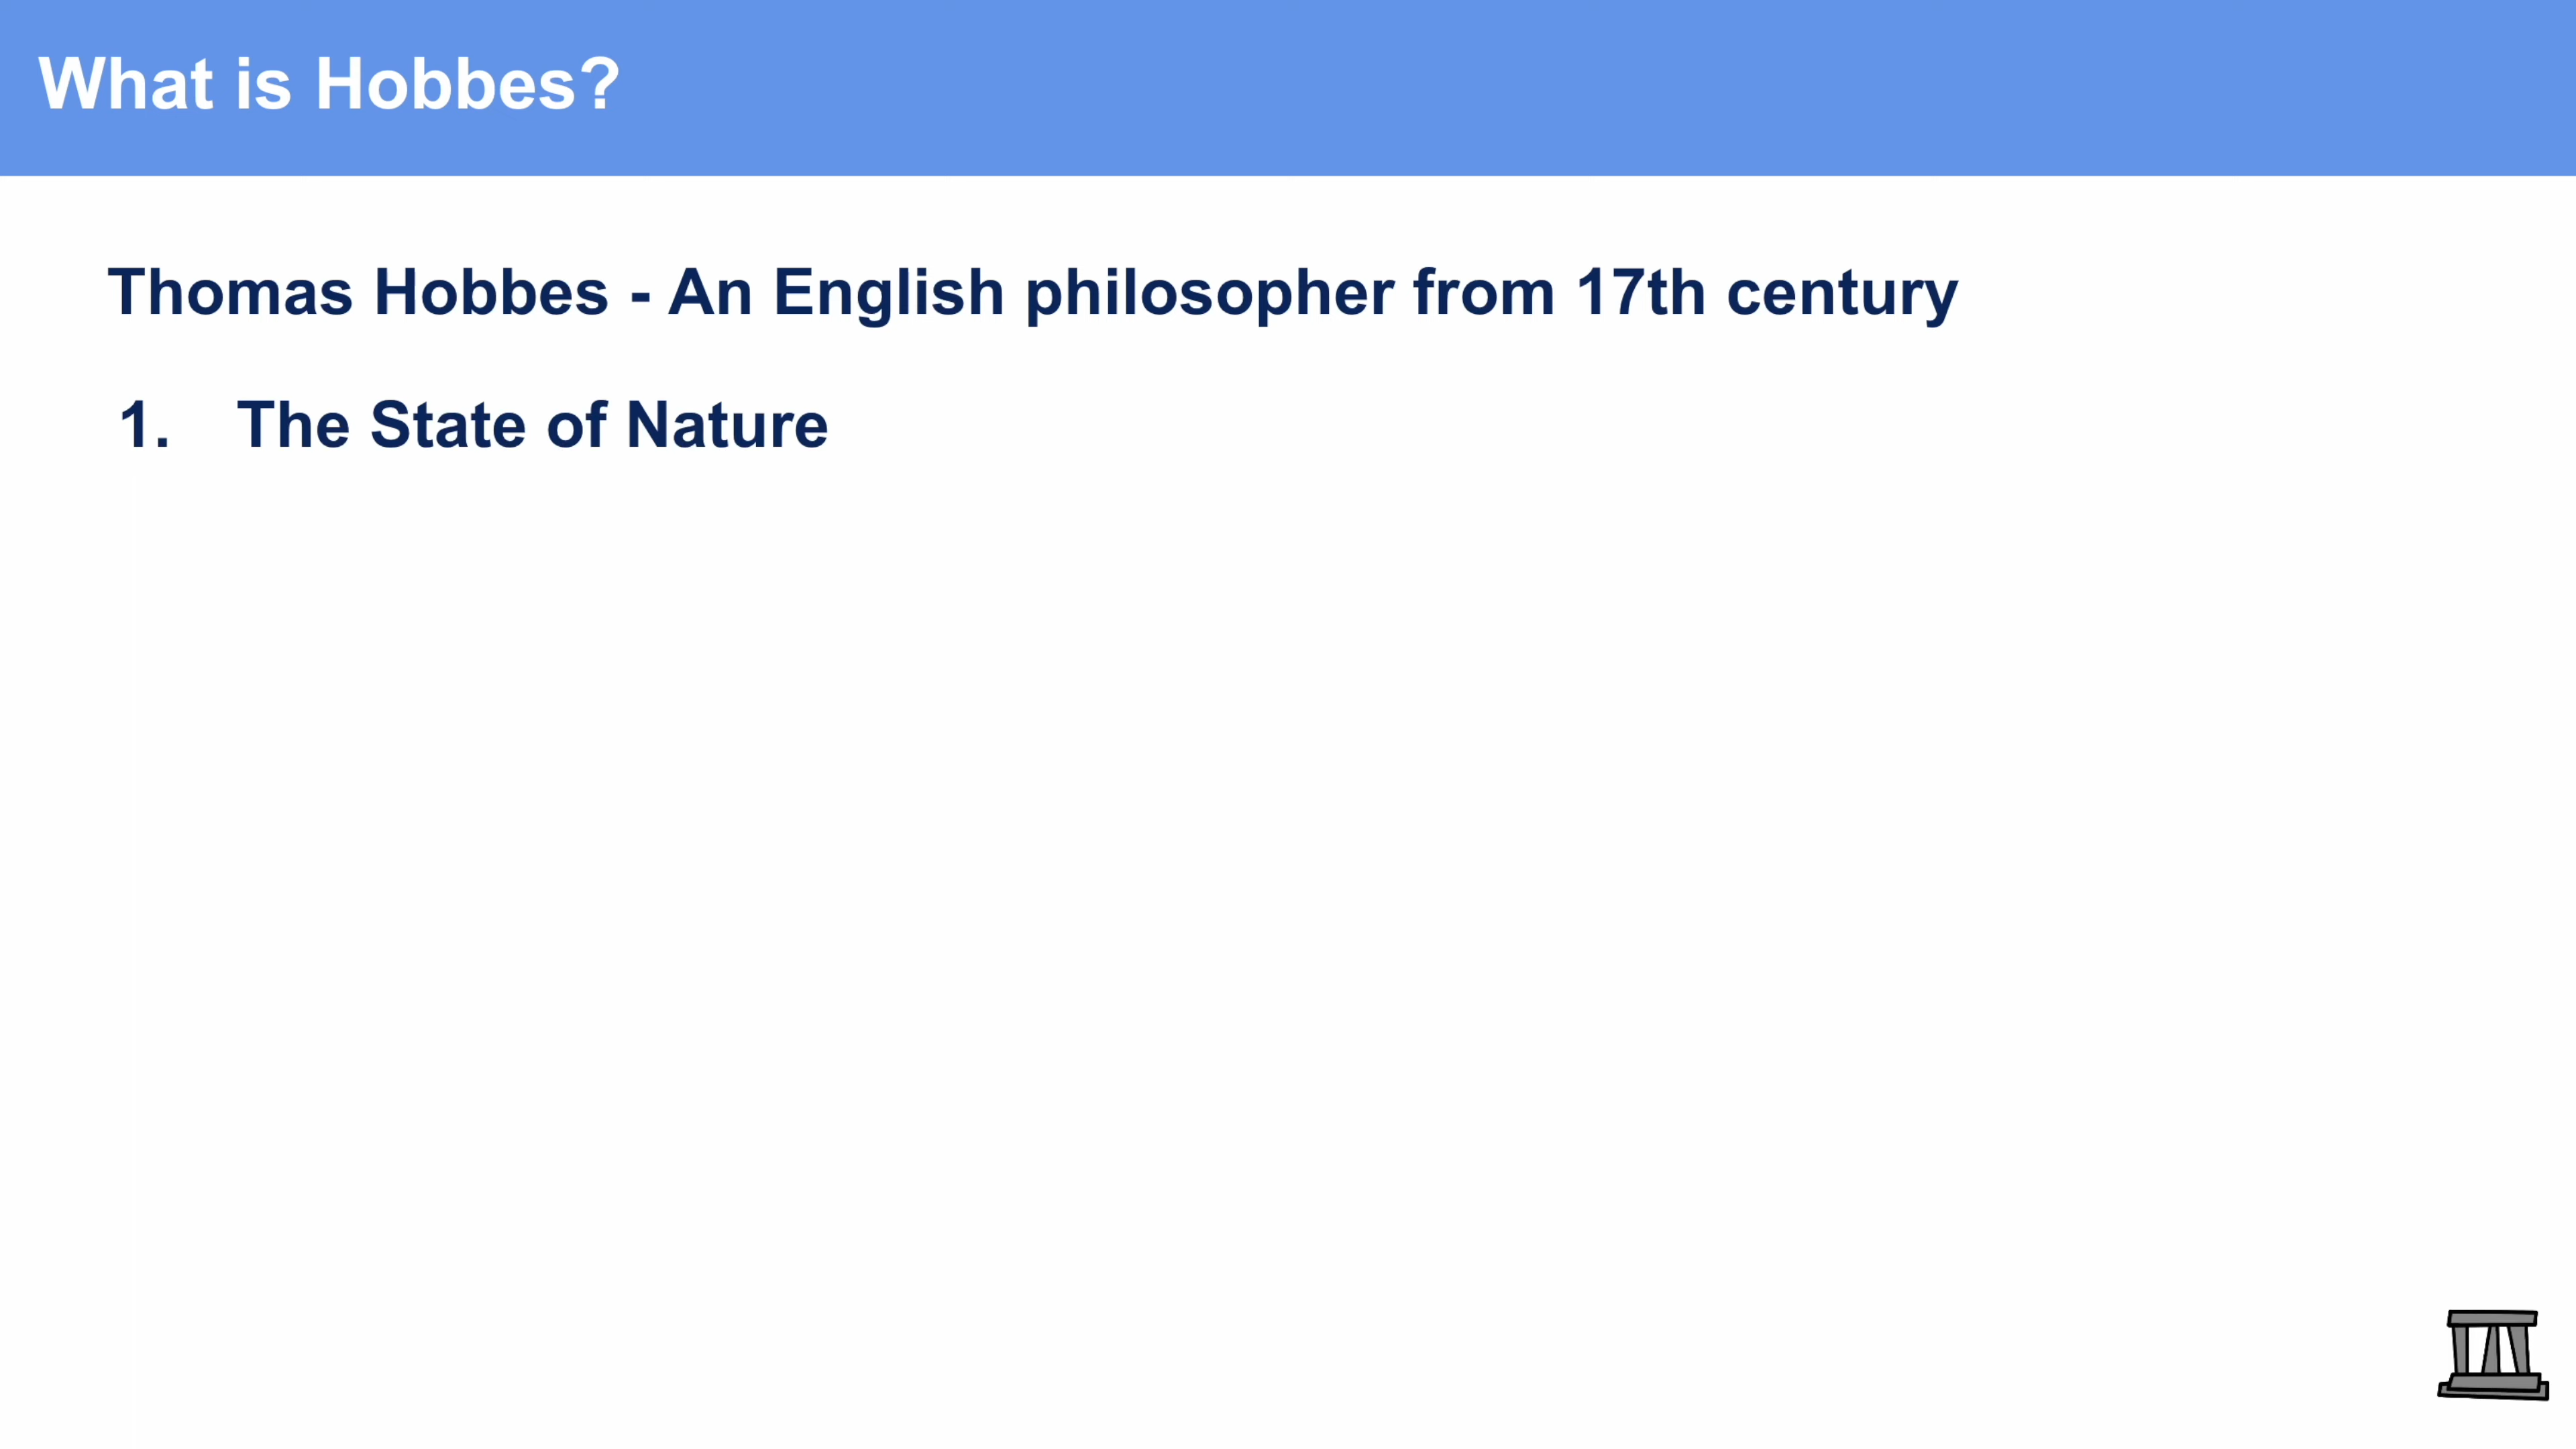 What is Hobbes?
Thomas Hobbes - An English philosopher from 17th century
1. The State of Nature